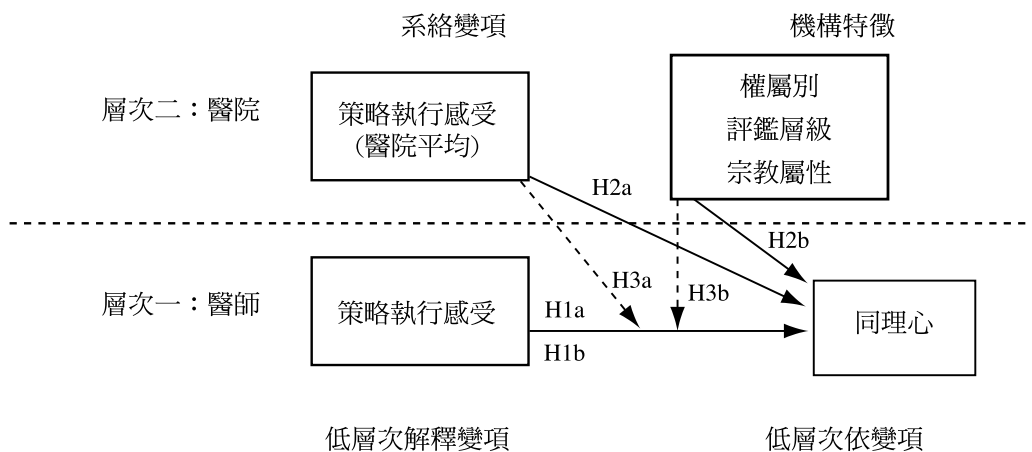 系絡變項
機構特徵
層次二：醫院
策略執行感受
(醫院平均)
權屬別
評鑑層級
宗教屬性
H2a
H2b
層次一：醫師
策略執行感受
H3a
H3b
H1a
H1b
同理心
低層次解釋變項
低層次依變項